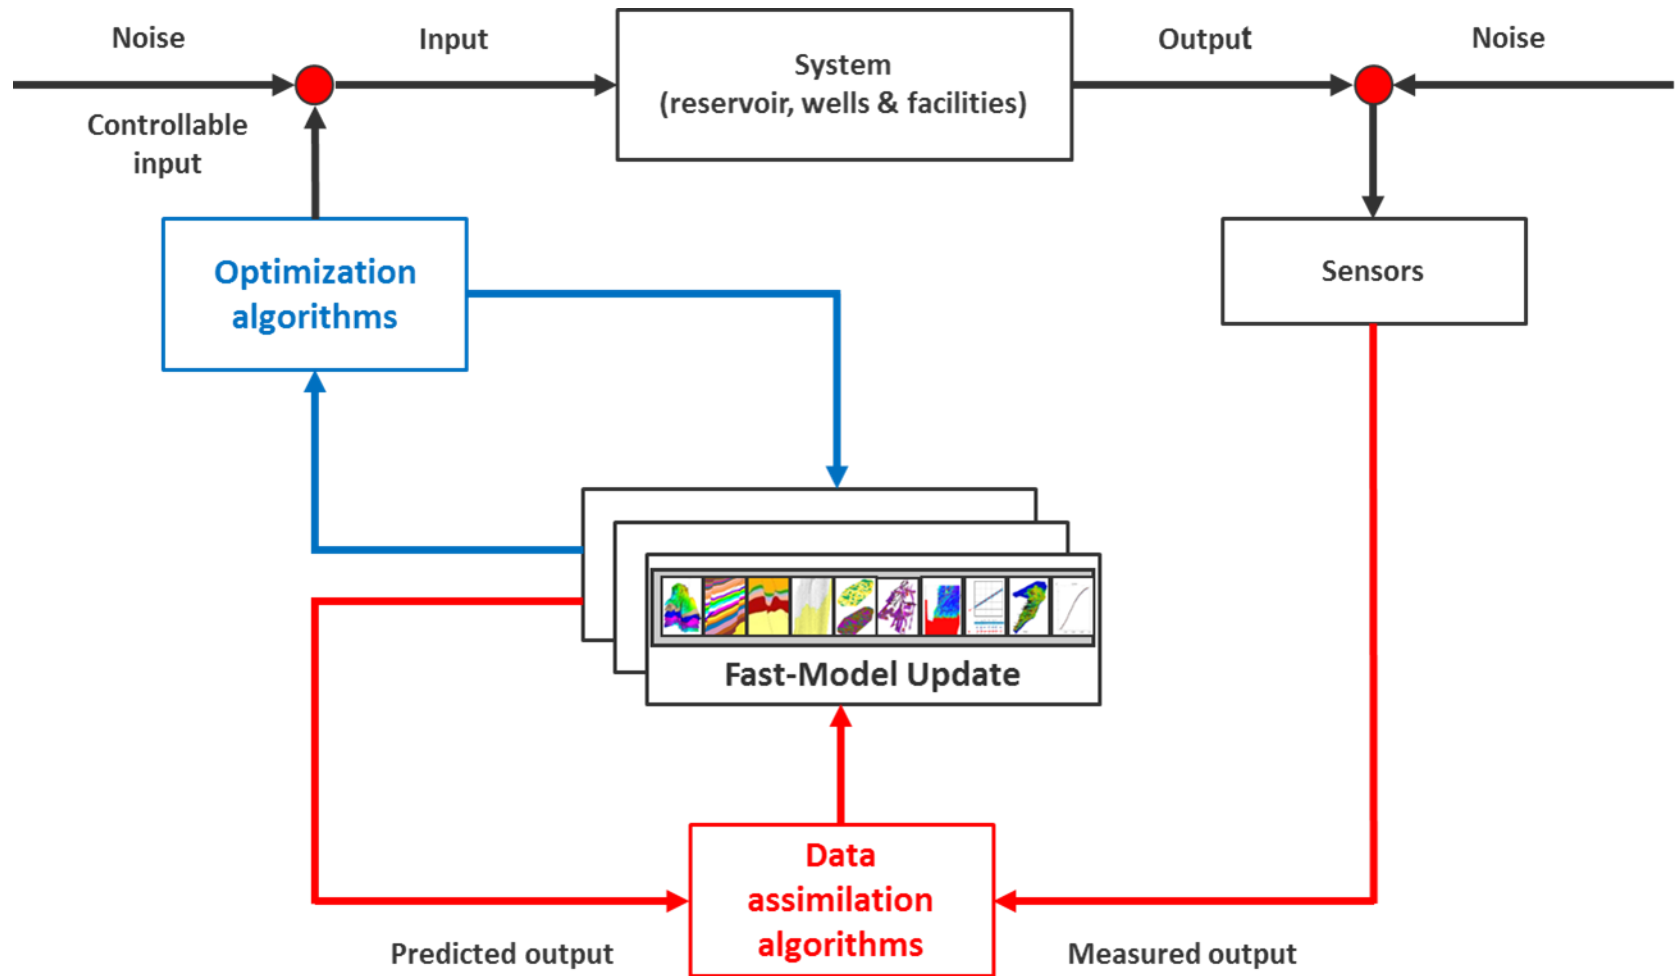 Noise
Input
System
(reservoir, wells & facilities)
Output
Noise
Controllable
input
Optimization
algorithms
Sensors
Fast-Model Update
Data
assimilation
algorithms
Predicted output
Measured output